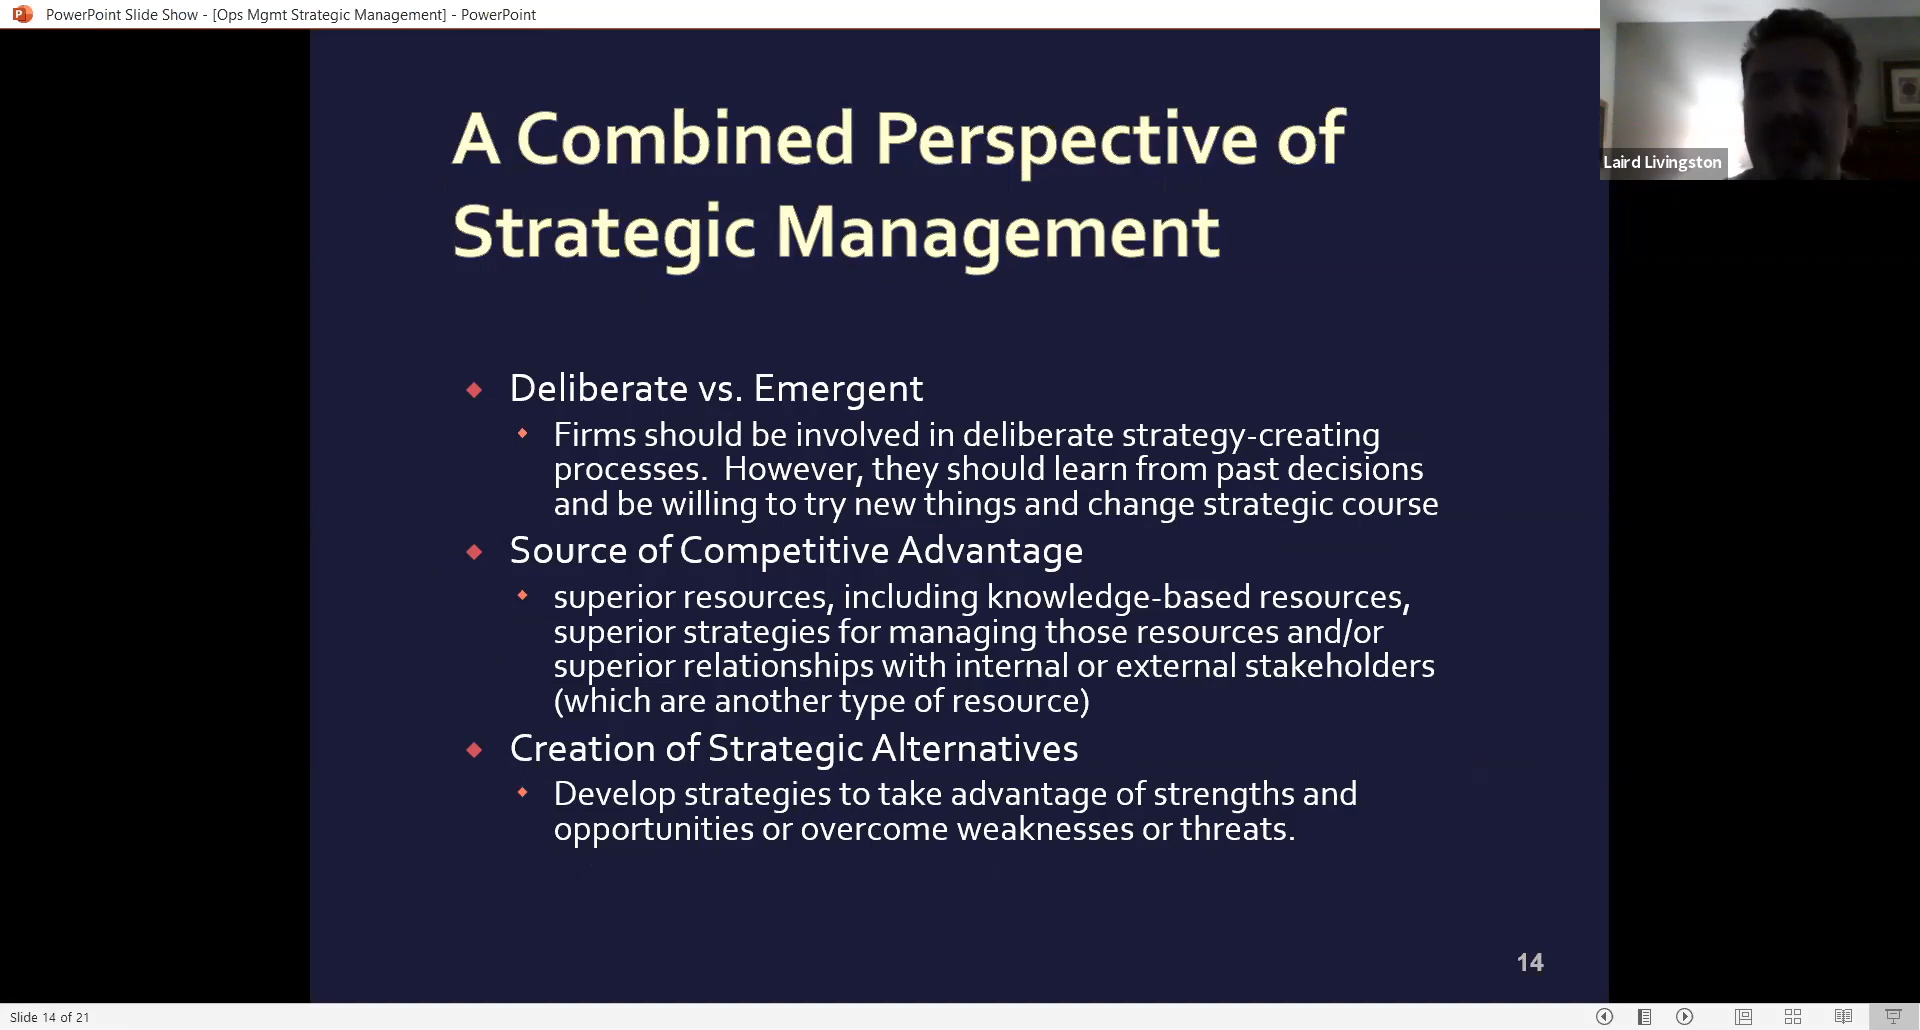 PowerPoint Slide Show - [Ops Mgmt Strategic Management] - PowerPoint
Laird Livingston
A Combined Perspective of
Strategic Management
Deliberate vs. Emergent
Firms should be involved in deliberate strategy-creating
processes.  However, they should learn from past decisions
and be willing to try new things and change strategic course
Source of Competitive Advantage
superior resources, including knowledge-based resources,
superior strategies for managing those resources and/or
superior relationships with internal or external stakeholders
(which are another type of resource)
Creation of Strategic Alternatives
Develop strategies to take advantage of strengths and
opportunities or overcome weaknesses or threats.
14
Slide 14 of 21